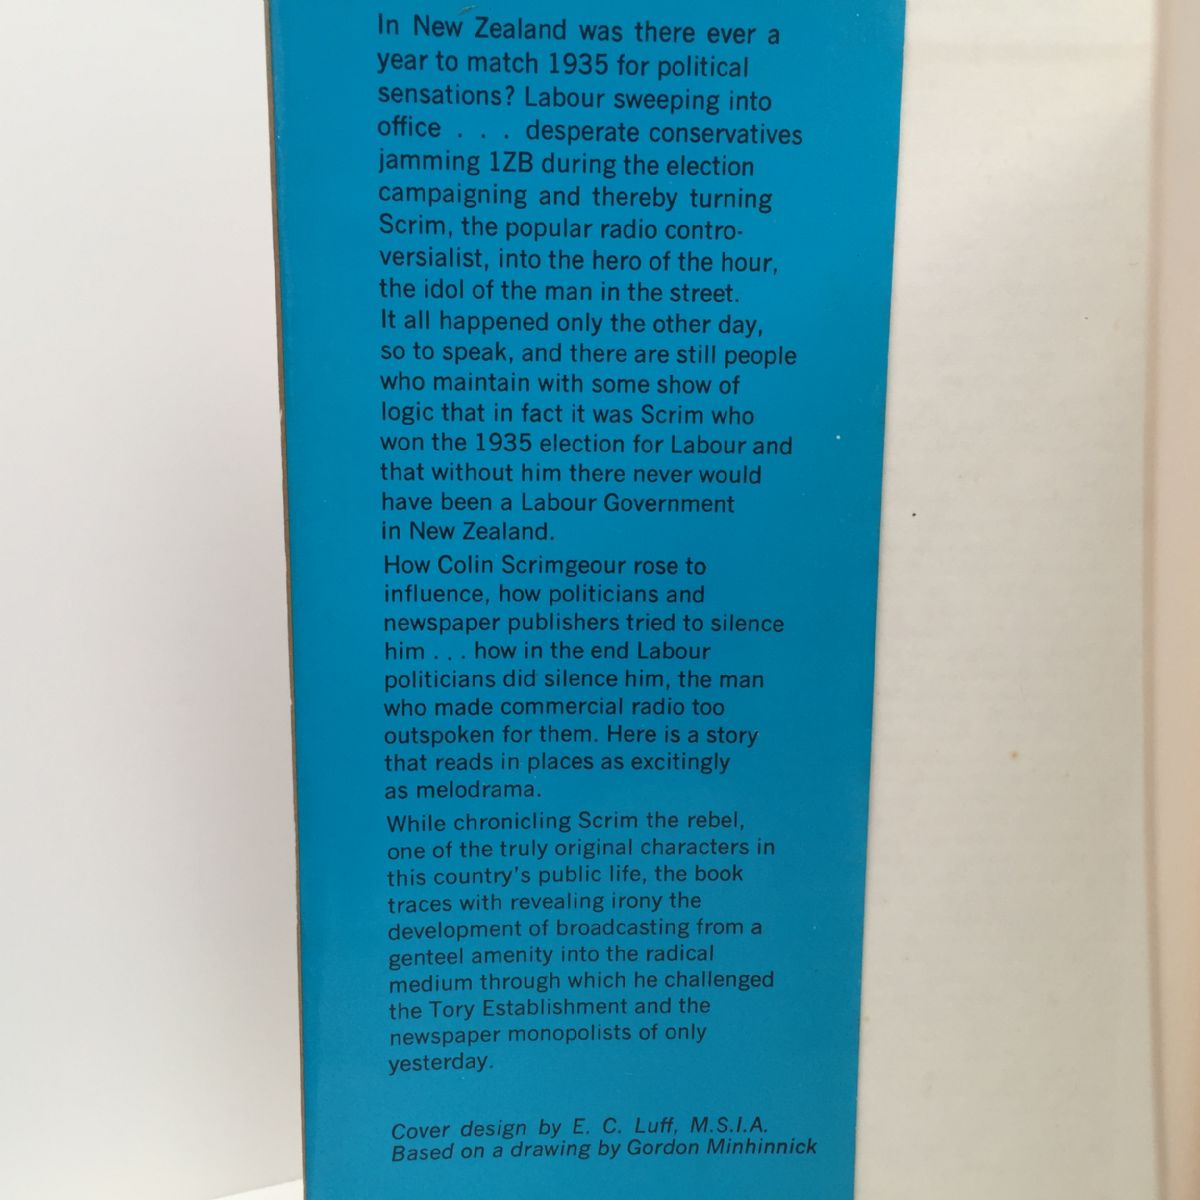 In New Zealand was there ever a
year to match 1935 for political
sensations? Labour sweeping into
office . . . desperate conservatives
jamming 1ZB during the election
campaigning and thereby turning
Scrim, the popular radio contro-
versialist, into the hero of the hour,
the idol of the man in the street.
It all happened only the other day,
so to speak, and there are still people
who maintain with some show of
logic that in fact it was Scrim who
won the 1935 election for Labour and
that without him there never would
have been a Labour Government
in New Zealand.
How Colin Scrimgeour rose to
influence, how politicians and
newspaper publishers tried to silence
him . . . how in the end Labour
politicians did silence him, the man
who made commercial radio too
outspoken for them. Here is a story
that reads in places as excitingly
as melodrama.
While chronicling Scrim the rebel,
one of the truly original characters in
this country's public life, the book
traces with revealing irony the
development of broadcasting from a
genteel amenity into the radical
medium through which he challenged
the Tory Establishment and the
newspaper monopolists of only
yesterday.
Cover design by E. C. Luff, M.S.I.A.
Based on a drawing by Gordon Minhinnick